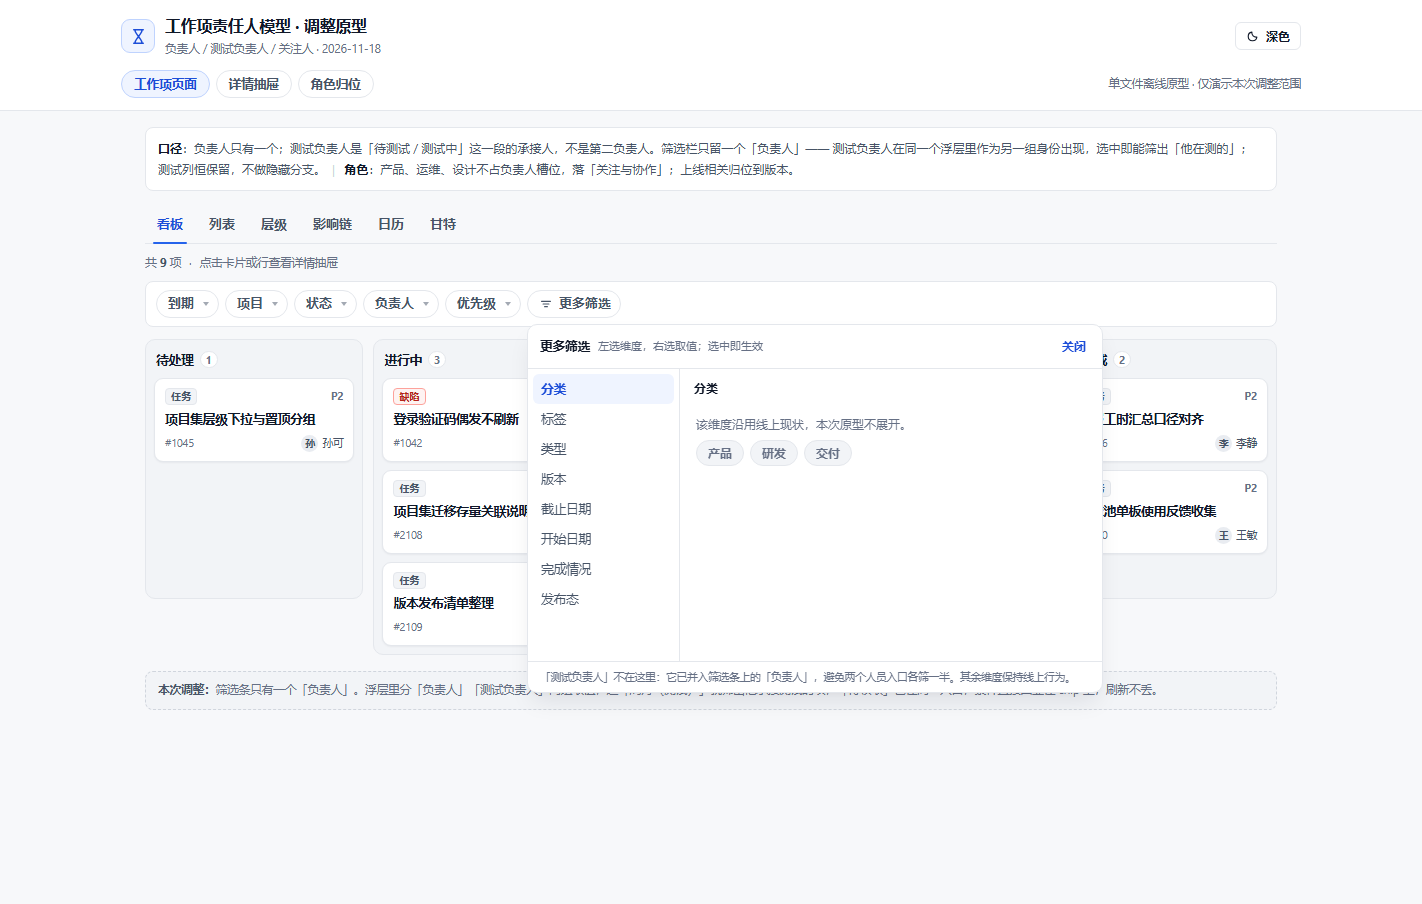 工作项责任人模型 · 调整原型
负责人 / 测试负责人 / 关注人 · 2026-11-18
深色
工作项页面
详情抽屉
角色归位
单文件离线原型 · 仅演示本次调整范围
口径：负责人只有一个；测试负责人是「待测试 / 测试中」这一段的承接人，不是第二负责人。筛选栏只留一个「负责人」—— 测试负责人在同一个浮层里作为另一组身份出现，选中即能筛出「他在测的」；
测试列恒保留，不做隐藏分支。 | 角色：产品、运维、设计不占负责人槽位，落「关注与协作」；上线相关归位到版本。
看板 列表 层级 影响链 日历 甘特
共 9 项 · 点击卡片或行查看详情抽屉
到期 项目 状态 负责人 优先级 更多筛选
待处理 1
任务 P2
项目集层级下拉与置顶分组
#1045 孙 孙可
进行中 3
缺陷
登录验证码偶发不刷新
#1042
任务
项目集迁移存量关联说明
#2108
任务
版本发布清单整理
#2109
更多筛选 左选维度，右选取值；选中即生效 关闭
分类
标签
类型
版本
截止日期
开始日期
完成情况
发布态
分类
该维度沿用线上现状，本次原型不展开。
产品 研发 交付
「测试负责人」不在这里：它已并入筛选条上的「负责人」，避免两个人员入口各筛一半。其余维度保持线上行为。
2
P2
工时汇总口径对齐
6 李 李静
P2
池单板使用反馈收集
0 王 王敏
本次调整：筛选条只有一个「负责人」。浮层里分「负责人」「测试负责人
，刷新不丢。